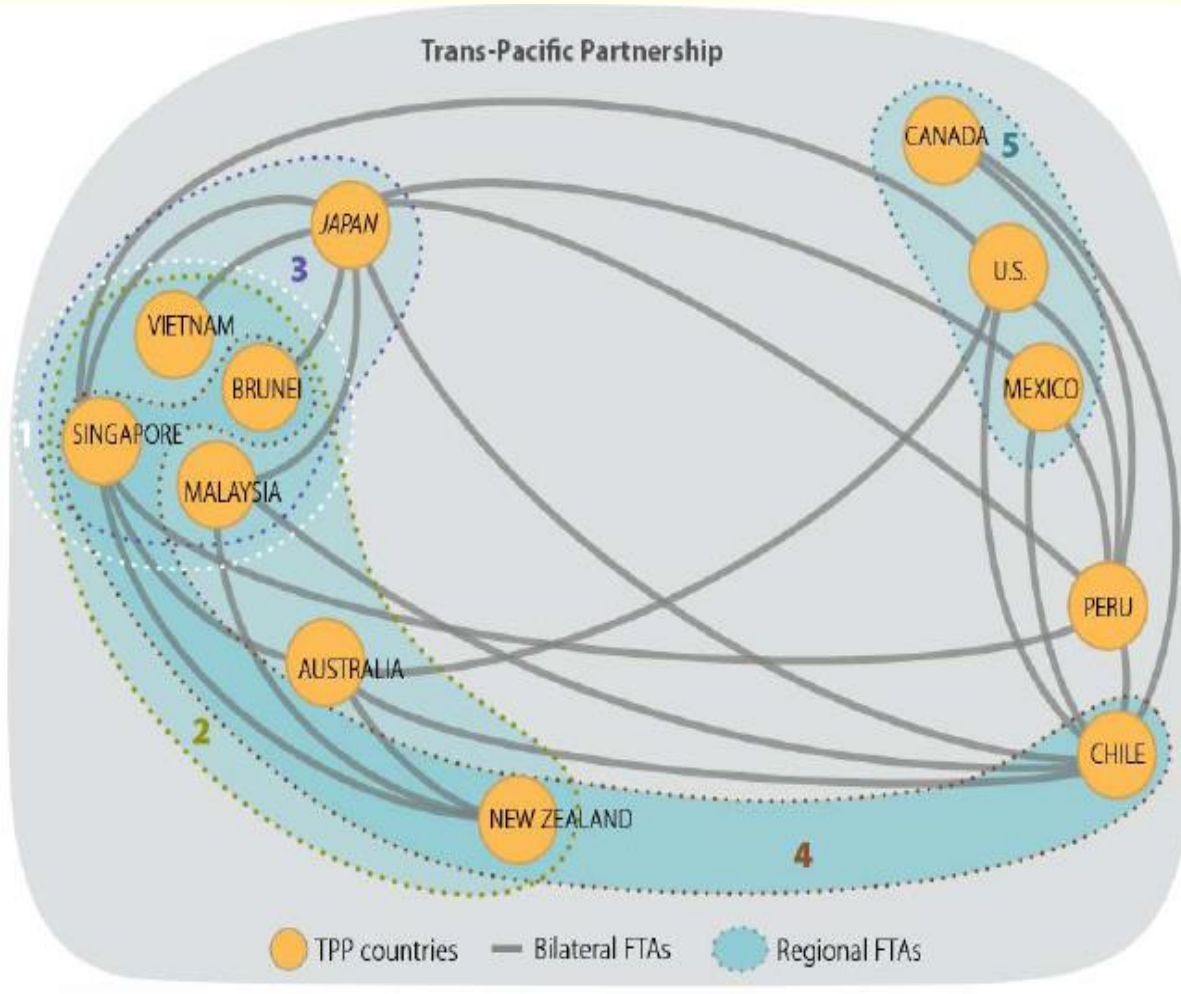 Trans-Pacific Partnership
CANADA
5
JAPAN
U.S.
3
VIETNAM
BRUNEI
MEXICO
1
SINGAPORE
MALAYSIA
PERU
AUSTRALIA
2
CHILE
NEW ZEALAND
4
TPP countries
Bilateral FTAs
Regional FTAs